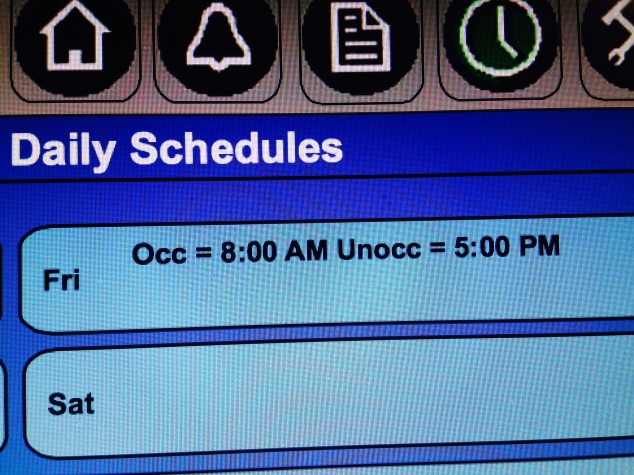 Daily Schedules
Occ = 8:00 AM Unocc = 5:00 PM
Fri
Sat